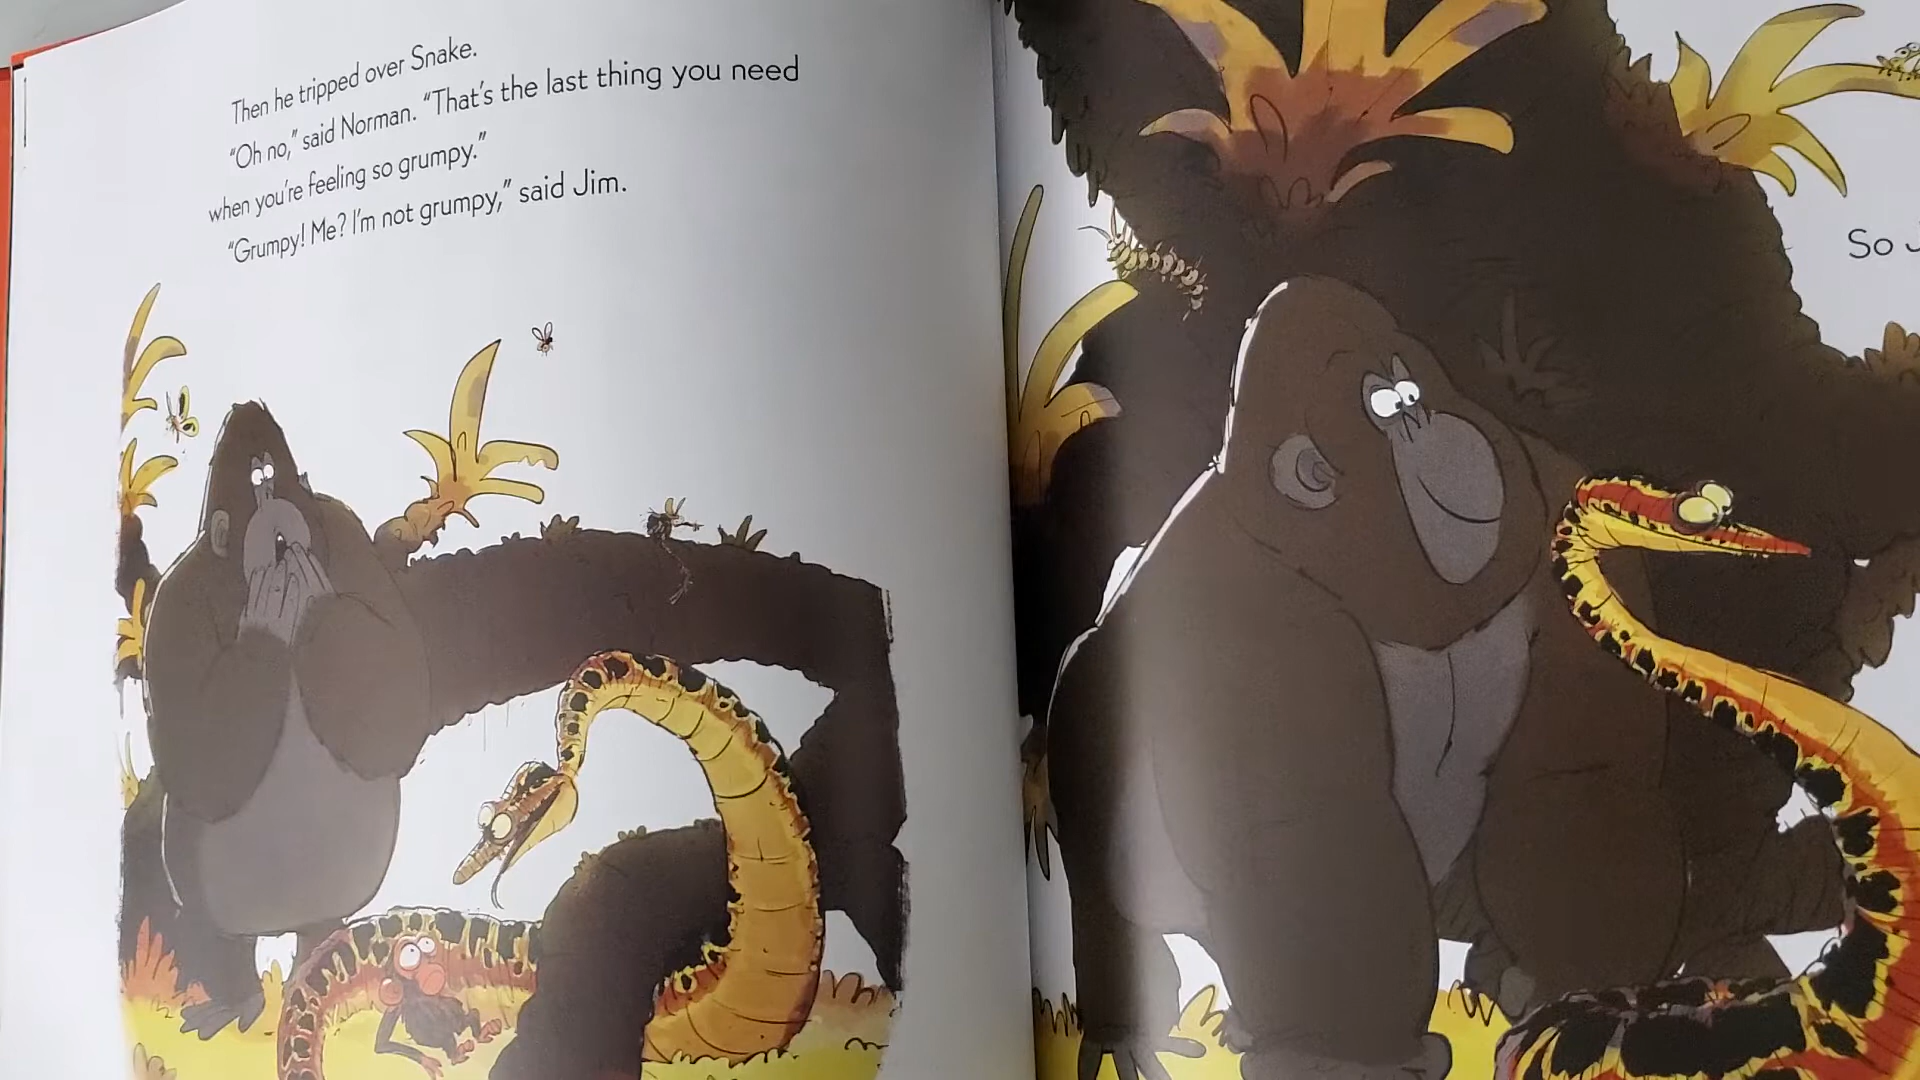 Then he tripped over Snake.
“Oh no,” said Norman. “That’s the last thing you need
when you’re feeling so grumpy.”
“Grumpy! Me? I’m not grumpy,” said Jim.
So